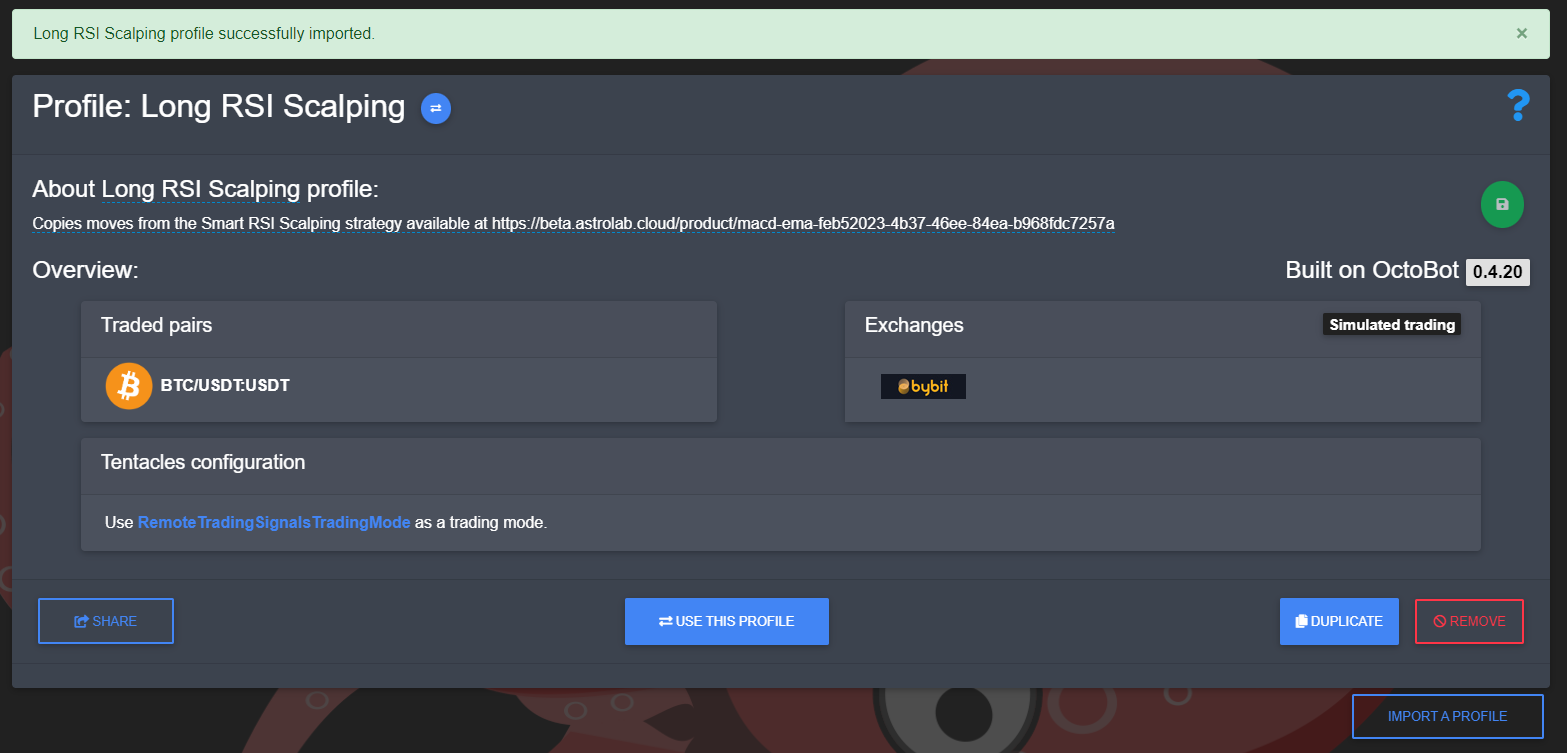 Long RSI Scalping profile successfully imported.
×
Profile: Long RSI Scalping
?
About Long RSI Scalping profile:
Copies moves from the Smart RSI Scalping strategy available at https://beta.astrolab.cloud/product/macd-ema-feb52023-4b37-46ee-84ea-b968fdc7257a
Overview:
Built on OctoBot 0.4.20
Traded pairs
BTC/USDT:USDT
Exchanges
Simulated trading
bybit
Tentacles configuration
Use RemoteTradingSignalsTradingMode as a trading mode.
SHARE
USE THIS PROFILE
DUPLICATE
REMOVE
IMPORT A PROFILE